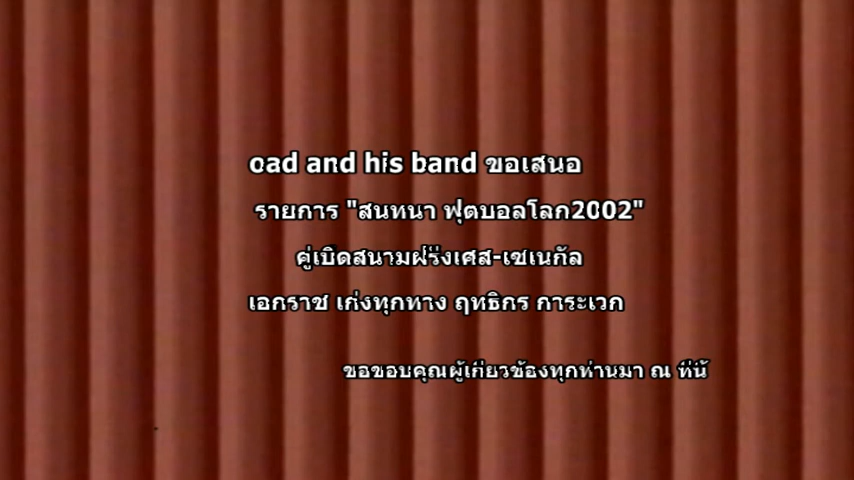 oad and his band ขอเสนอ
รายการ "สนทนา ฟุตบอลโลก2002"
คู่เปิดสนามฝรั่งเศส-เซเนกัล
เอกราช เก่งทุกทาง ฤทธิกร การะเวก
ขอขอบคุณผู้เกี่ยวข้องทุกท่านมา ณ ที่นี้